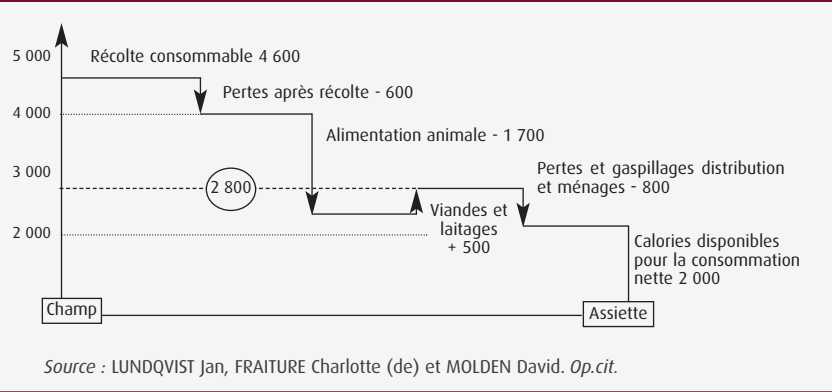 5 000
Récolte consommable 4 600
Pertes après récolte - 600
4 000
Alimentation animale - 1 700
3 000
Pertes et gaspillages distribution
et ménages - 800
2 800
Viandes et
laitages
+ 500
2 000
Calories disponibles
pour la consommation
nette 2 000
Champ
Assiette
Source : LUNDQVIST Jan, FRAITURE Charlotte (de) et MOLDEN David. Op.cit.